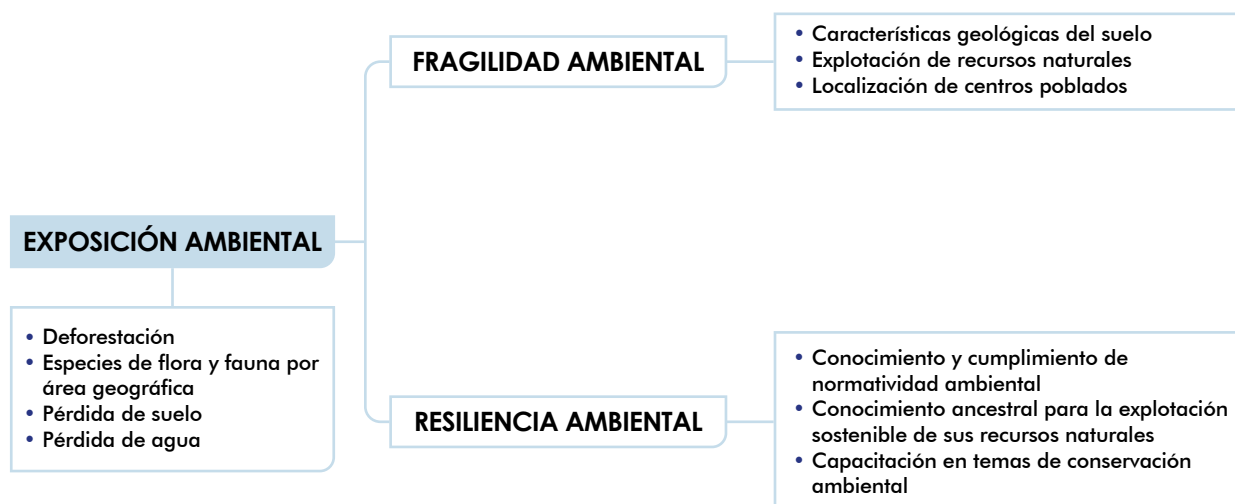 FRAGILIDAD AMBIENTAL
• Características geológicas del suelo
• Explotación de recursos naturales
• Localización de centros poblados
EXPOSICIÓN AMBIENTAL
• Deforestación
• Especies de flora y fauna por
área geográfica
• Pérdida de suelo
• Pérdida de agua
RESILIENCIA AMBIENTAL
• Conocimiento y cumplimiento de
normatividad ambiental
• Conocimiento ancestral para la explotación
sostenible de sus recursos naturales
• Capacitación en temas de conservación
ambiental